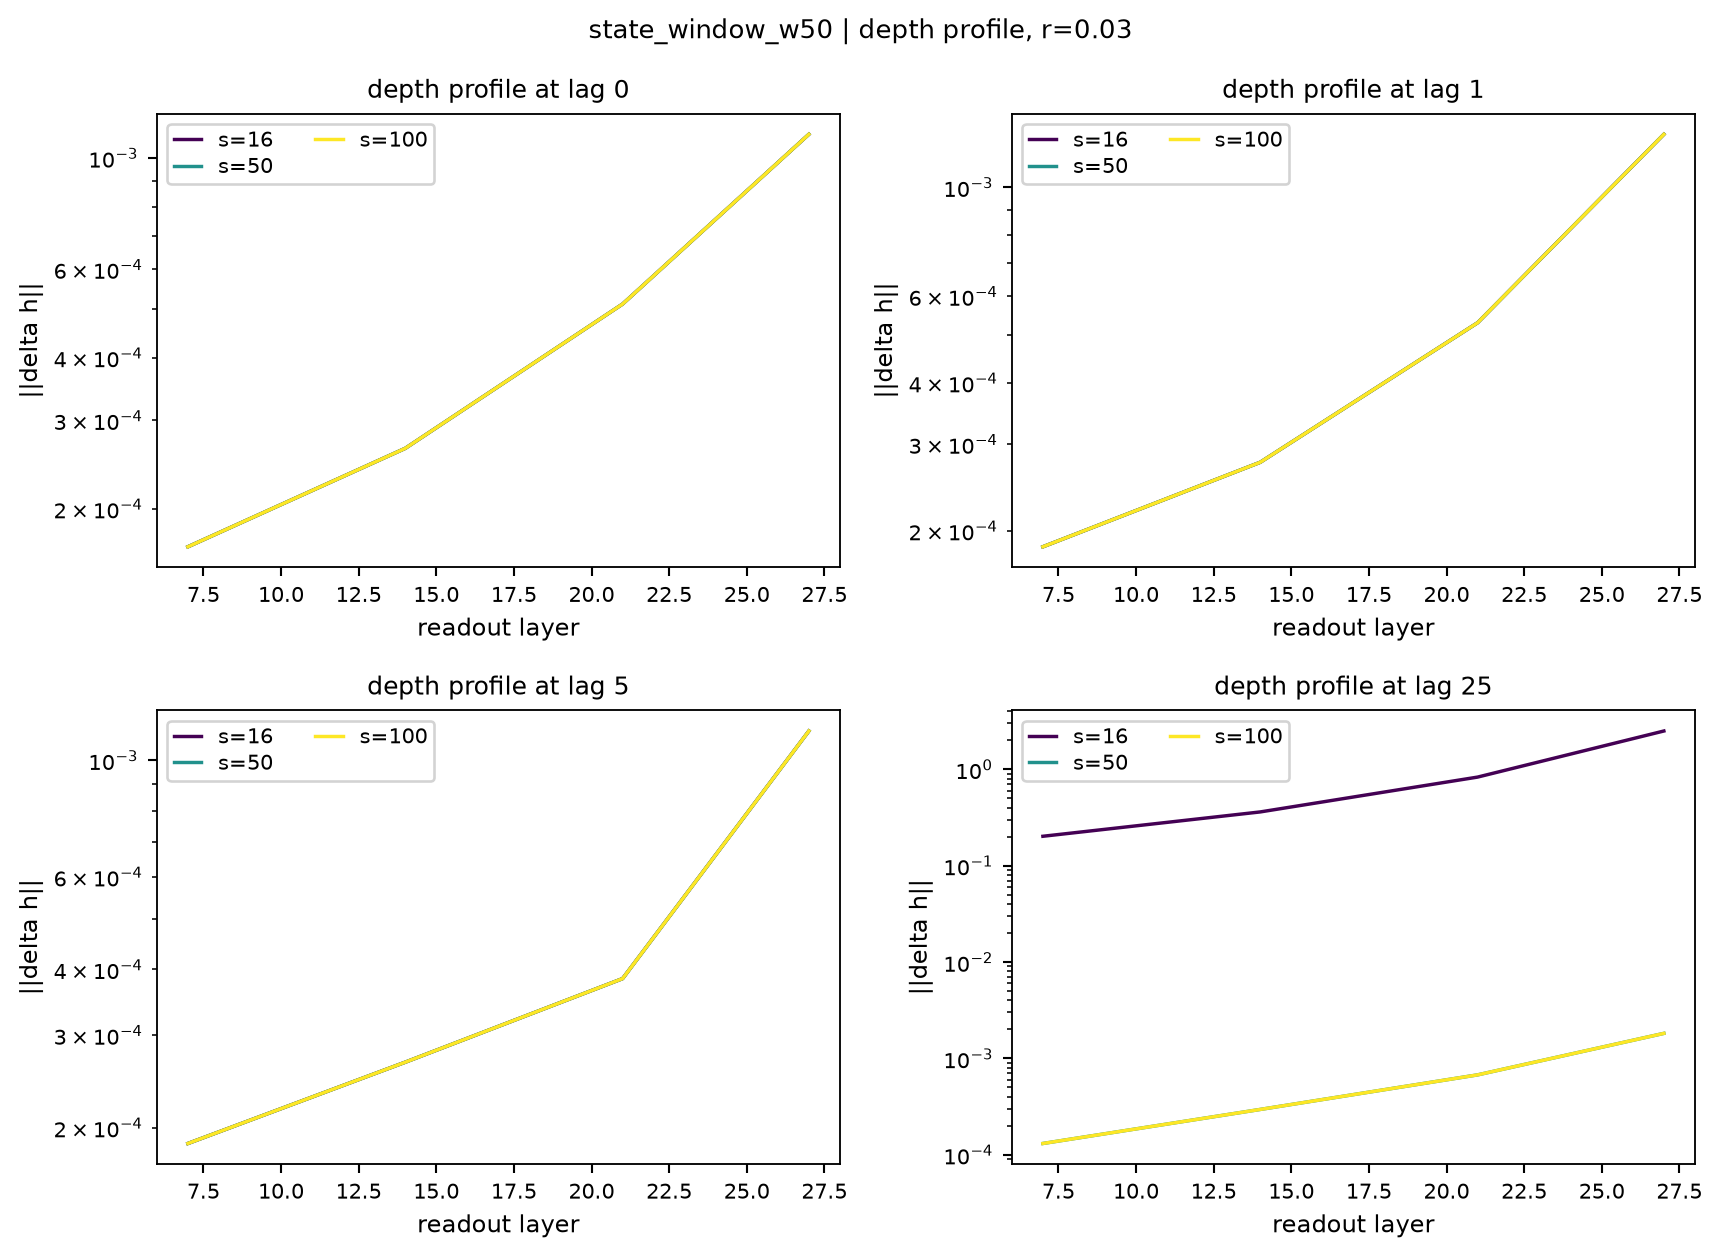 state_window_w50 | depth profile, r=0.03
depth profile at lag 0
s=16
s=50
s=100
10⁻³
6 × 10⁻⁴
4 × 10⁻⁴
3 × 10⁻⁴
2 × 10⁻⁴
||delta h||
7.5 10.0 12.5 15.0 17.5 20.0 22.5 25.0 27.5
readout layer
depth profile at lag 1
s=16
s=50
s=100
10⁻³
6 × 10⁻⁴
4 × 10⁻⁴
3 × 10⁻⁴
2 × 10⁻⁴
||delta h||
7.5 10.0 12.5 15.0 17.5 20.0 22.5 25.0 27.5
readout layer
depth profile at lag 5
s=16
s=50
s=100
10⁻³
6 × 10⁻⁴
4 × 10⁻⁴
3 × 10⁻⁴
2 × 10⁻⁴
||delta h||
7.5 10.0 12.5 15.0 17.5 20.0 22.5 25.0 27.5
readout layer
depth profile at lag 25
s=16
s=50
s=100
10⁰
10⁻¹
10⁻²
10⁻³
10⁻⁴
||delta h||
7.5 10.0 12.5 15.0 17.5 20.0 22.5 25.0 27.5
readout layer